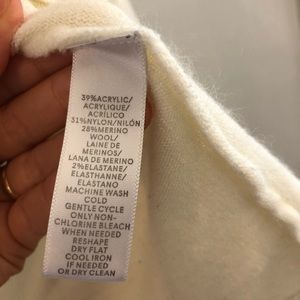 39%ACRYLIC/
ACRYLIQUE/
ACRÍLICO
31%NYLON/NILÓN
28%MERINO
WOOL/
LAINE DE
MERINOS/
LANA DE MERINO
2%ELASTANE/
ELASTHANNE/
ELASTANO
MACHINE WASH
COLD
GENTLE CYCLE
ONLY NON-
CHLORINE BLEACH
WHEN NEEDED
RESHAPE
DRY FLAT
COOL IRON
IF NEEDED
OR DRY CLEAN